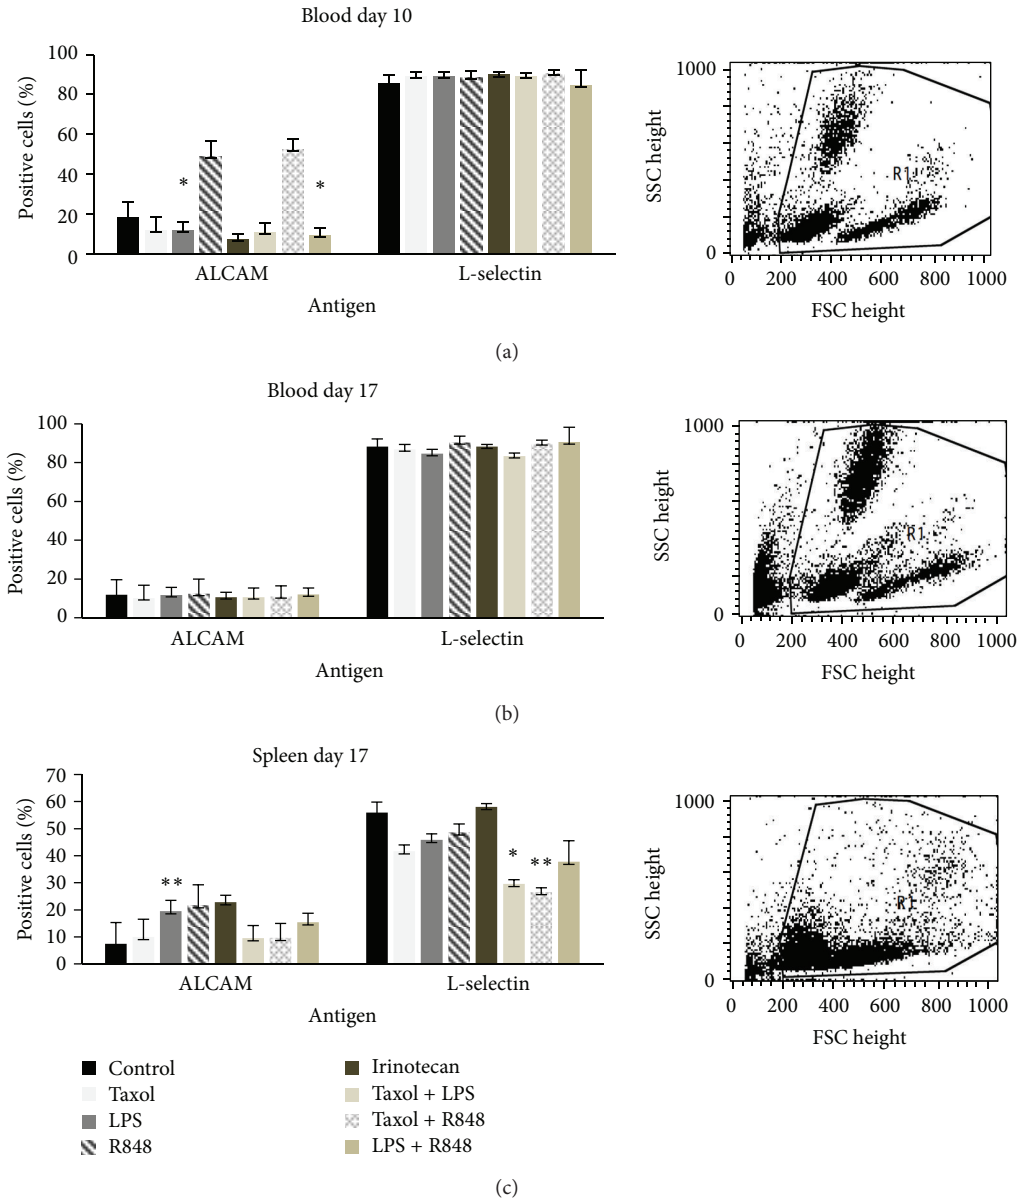 Blood day 10
Positive cells (%)
100
80
60
40
20
0
*
*
ALCAM
L-selectin
Antigen
SSC height
1000
0
R1
0
200
400
600
800
1000
FSC height
(a)
Blood day 17
Positive cells (%)
100
80
60
40
20
0
ALCAM
L-selectin
Antigen
SSC height
1000
0
R1
0
200
400
600
800
1000
FSC height
(b)
Spleen day 17
Positive cells (%)
70
60
50
40
30
20
10
0
**
*
**
ALCAM
L-selectin
Antigen
SSC height
1000
0
R1
0
200
400
600
800
1000
FSC height
Control
Taxol
LPS
R848
Irinotecan
Taxol + LPS
Taxol + R848
LPS + R848
(c)